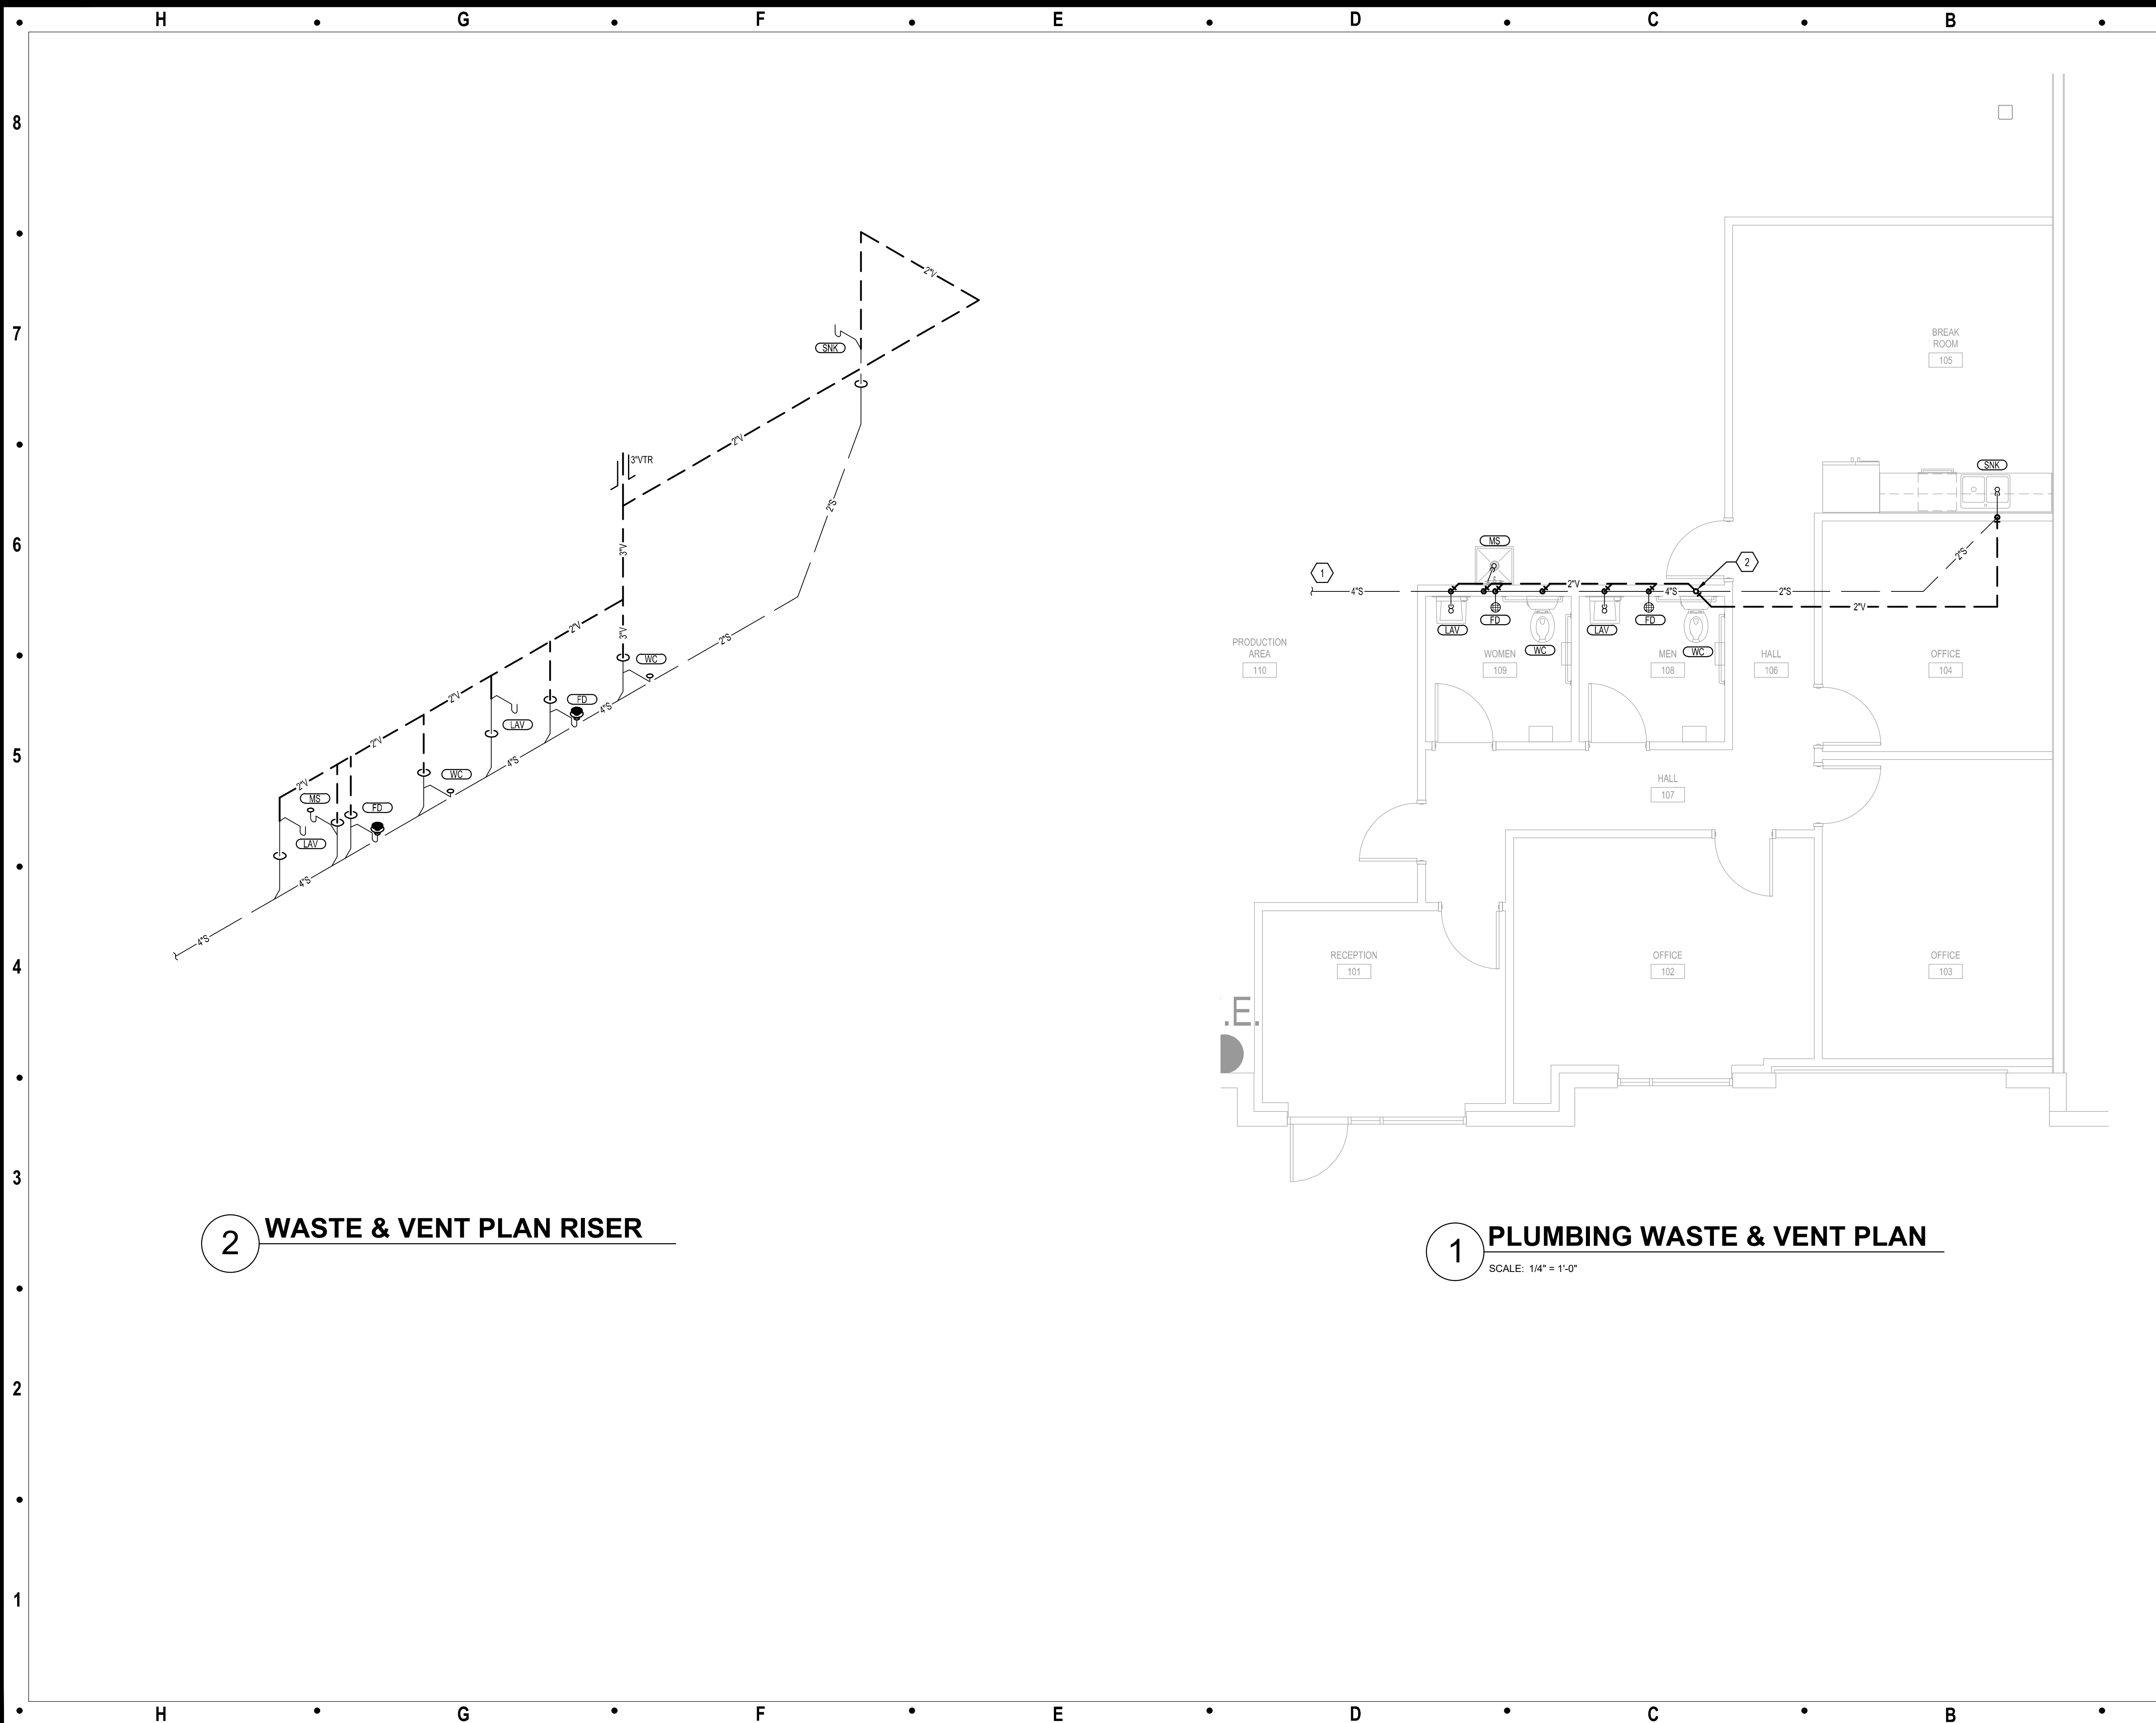 H G F E D C B
8
7
6
5
4
3
2
1
2"V
SNK
2"V
3"VTR
2"S
3"V
3"V
2"V
WC
2"S
2"V
FD
4"S
LAV
2"V
4"S
WC
2"V
MS
FD
LAV
4"S
4"S
2 WASTE & VENT PLAN RISER
BREAK
ROOM
105
SNK
MS
2"S
1
2
4"S
2"V
4"S
2"S
2"V
LAV
FD
WC
LAV
FD
WC
PRODUCTION
AREA
110
WOMEN
109
MEN
108
HALL
106
OFFICE
104
HALL
107
RECEPTION
101
OFFICE
102
OFFICE
103
.E.
1 PLUMBING WASTE & VENT PLAN
SCALE: 1/4" = 1'-0"
H G F E D C B